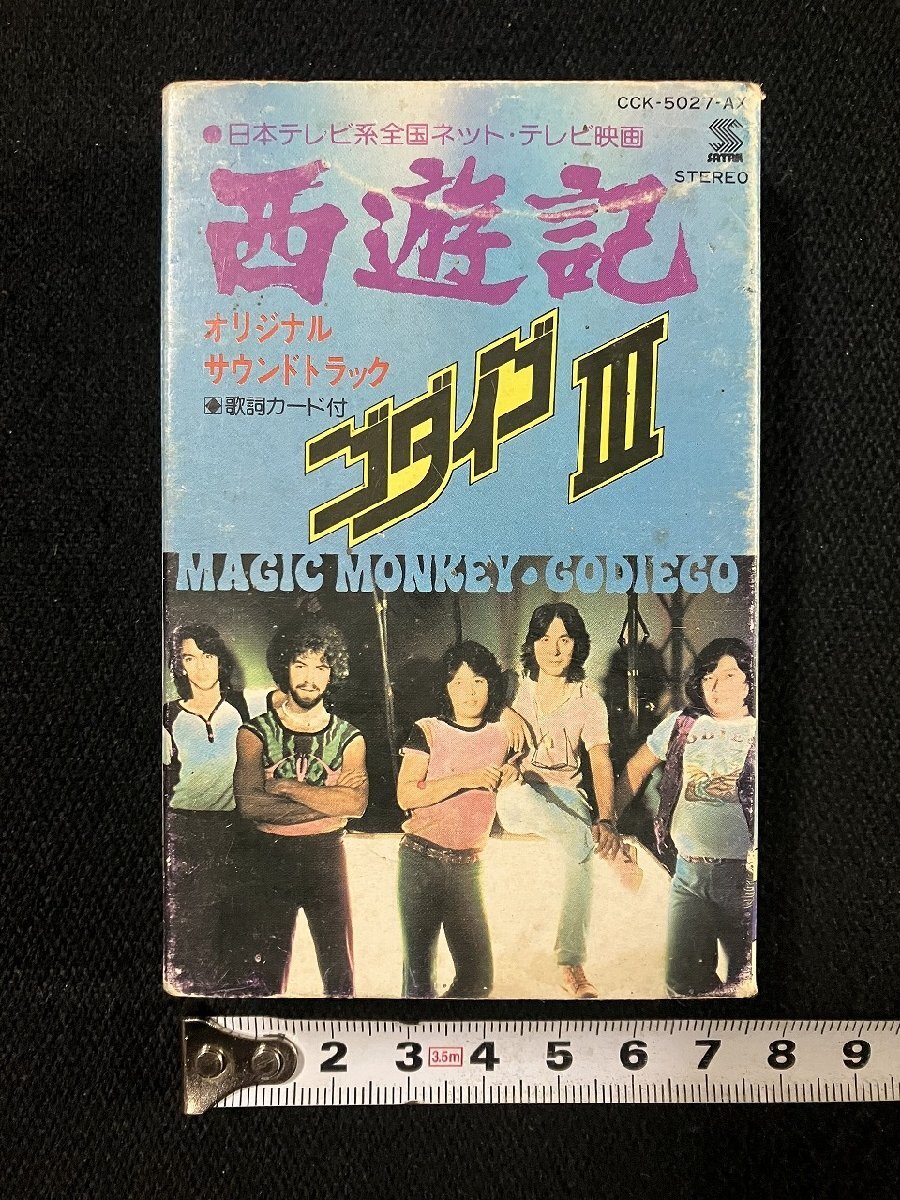 CCK-5027-AX
●日本テレビ系全国ネット・テレビ映画
SATRIL
STEREO
西遊記
オリジナル
サウンドトラック
◆歌詞カード付
ゴダイゴ III
MAGIC MONKEY・GODIEGO
2 3 3.5m 4 5 6 7 8 9